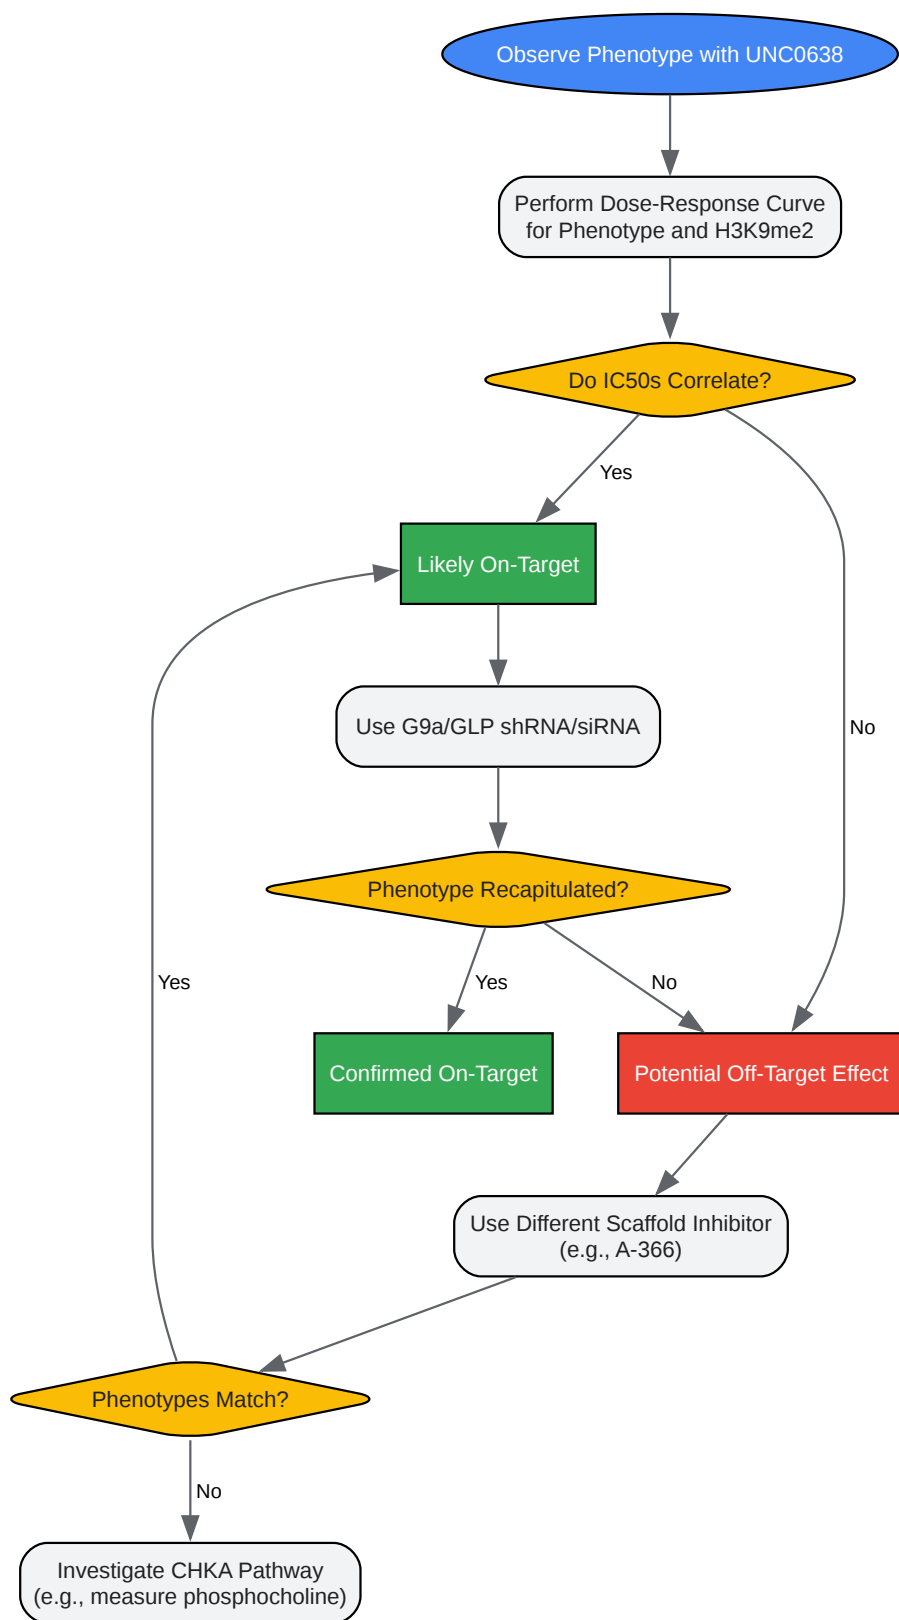 Observe Phenotype with UNC0638
Perform Dose-Response Curve
for Phenotype and H3K9me2
Do IC50s Correlate?
Yes
Likely On-Target
Use G9a/GLP shRNA/siRNA
No
Phenotype Recapitulated?
Yes
Yes
No
Confirmed On-Target
Potential Off-Target Effect
Use Different Scaffold Inhibitor
(e.g., A-366)
Phenotypes Match?
No
Investigate CHKA Pathway
(e.g., measure phosphocholine)